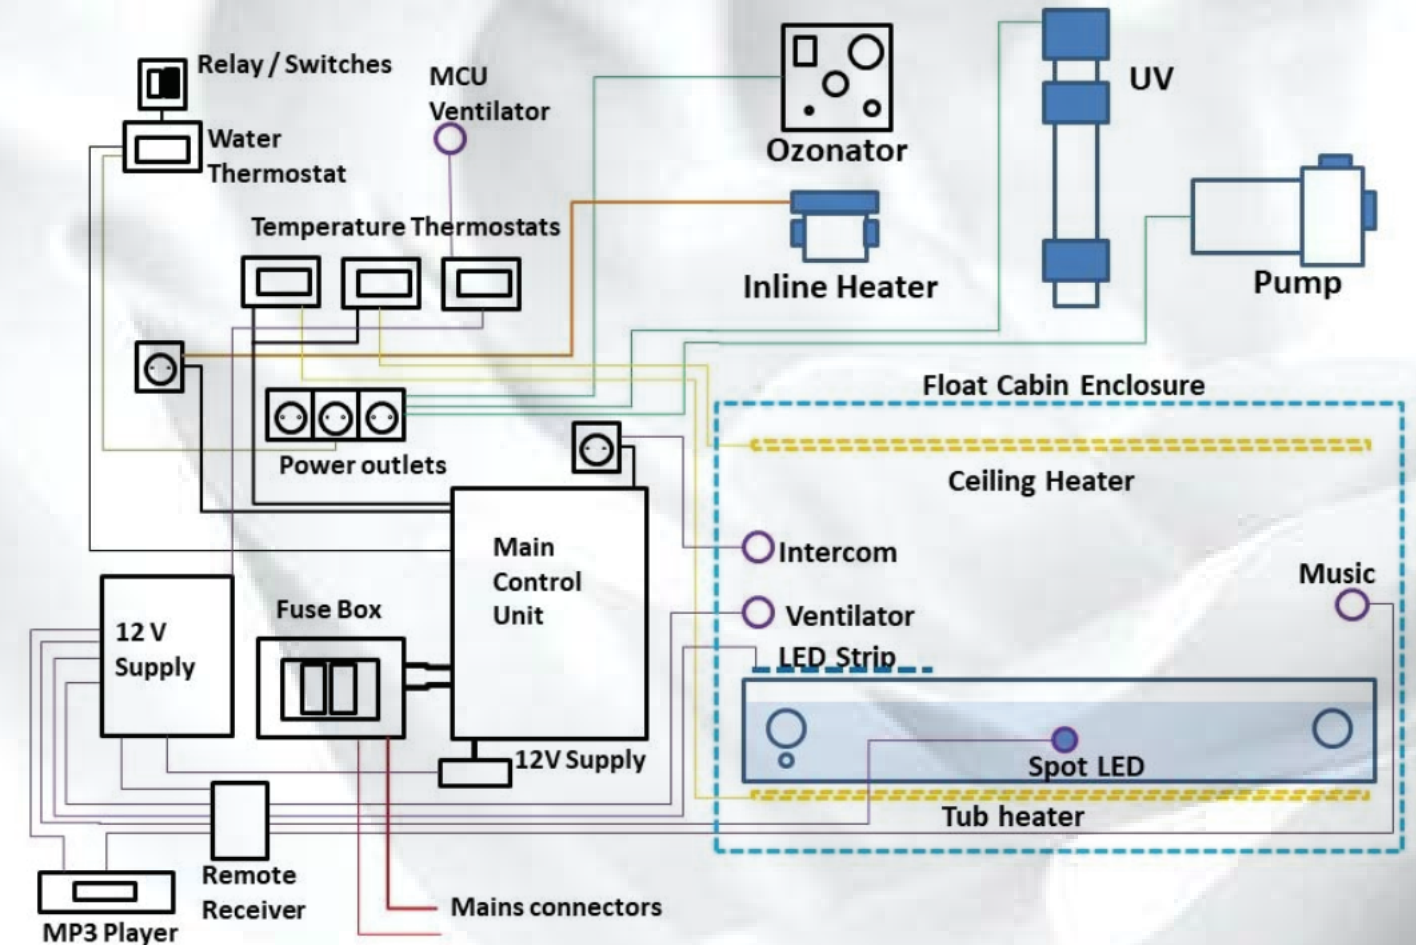 Relay / Switches
MCU
Ventilator
Water
Thermostat
Temperature Thermostats
Ozonator
UV
Inline Heater
Pump
Float Cabin Enclosure
Power outlets
Ceiling Heater
Main
Control
Unit
Intercom
Music
Fuse Box
Ventilator
12 V
Supply
LED Strip
12V Supply
Spot LED
Tub heater
Remote
Receiver
Mains connectors
MP3 Player